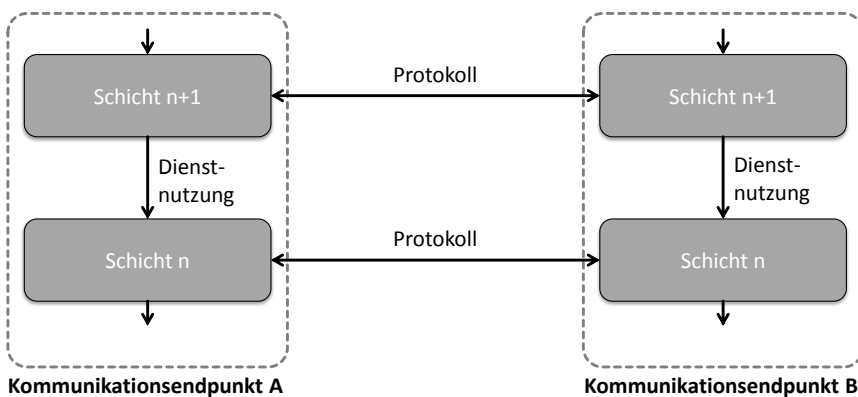 Schicht n+1
Protokoll
Schicht n+1
Dienst-
nutzung
Dienst-
nutzung
Schicht n
Protokoll
Schicht n
Kommunikationsendpunkt A
Kommunikationsendpunkt B